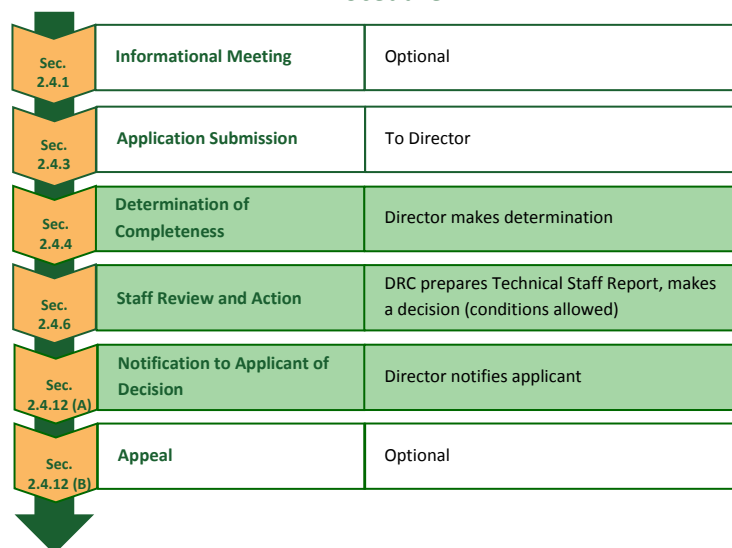 Sec.
2.4.1
Informational Meeting
Optional
Sec.
2.4.3
Application Submission
To Director
Sec.
2.4.4
Determination of
Completeness
Director makes determination
Sec.
2.4.6
Staff Review and Action
DRC prepares Technical Staff Report, makes
a decision (conditions allowed)
Sec.
2.4.12 (A)
Notification to Applicant of
Decision
Director notifies applicant
Sec.
2.4.12 (B)
Appeal
Optional